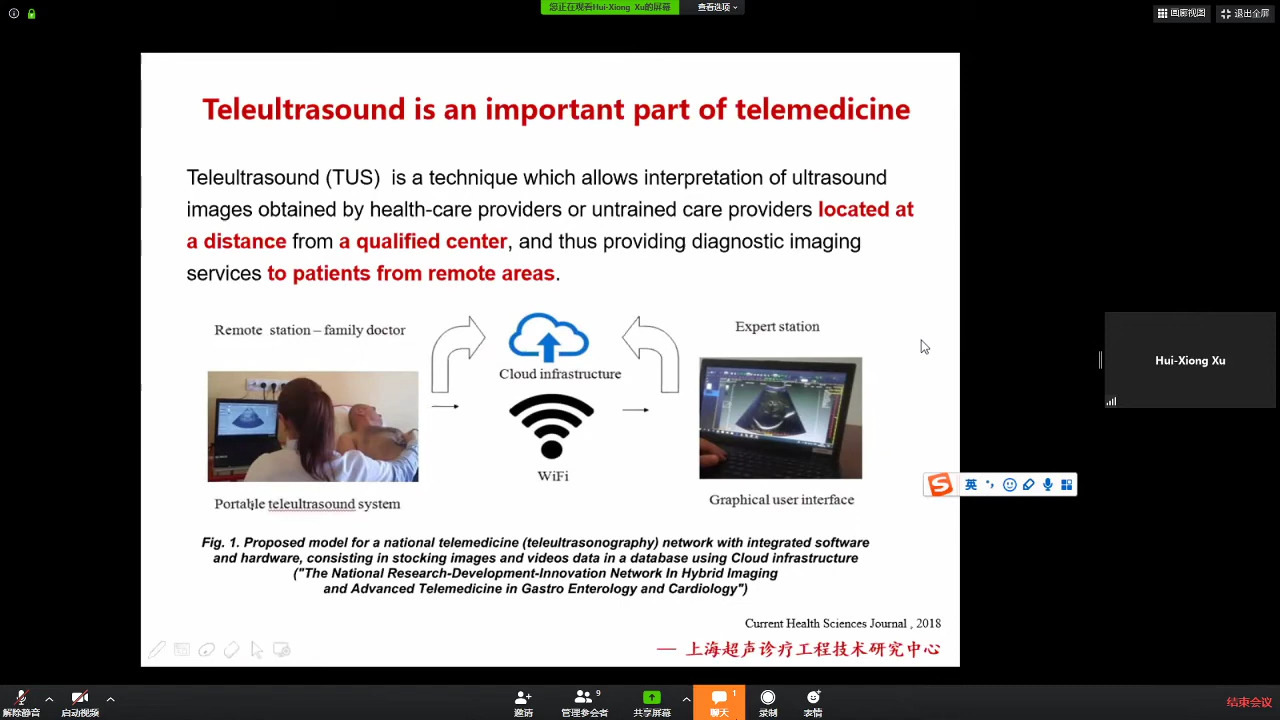 您正在观看Hui-Xiong Xu的屏幕
查看选项
画廊视图
退出全屏
Teleultrasound is an important part of telemedicine
Teleultrasound (TUS) is a technique which allows interpretation of ultrasound
images obtained by health-care providers or untrained care providers located at
a distance from a qualified center, and thus providing diagnostic imaging
services to patients from remote areas.
Remote station – family doctor
Cloud infrastructure
WiFi
Expert station
Portable teleultrasound system
Graphical user interface
Fig. 1. Proposed model for a national telemedicine (teleultrasonography) network with integrated software
and hardware, consisting in stocking images and videos data in a database using Cloud infrastructure
("The National Research-Development-Innovation Network In Hybrid Imaging
and Advanced Telemedicine in Gastro Enterology and Cardiology")
Current Health Sciences Journal , 2018
— 上海超声诊疗工程技术研究中心
Hui-Xiong Xu
英
解除静音
启动视频
邀请
9
管理参会者
共享屏幕
1
聊天
录制
表情
结束会议